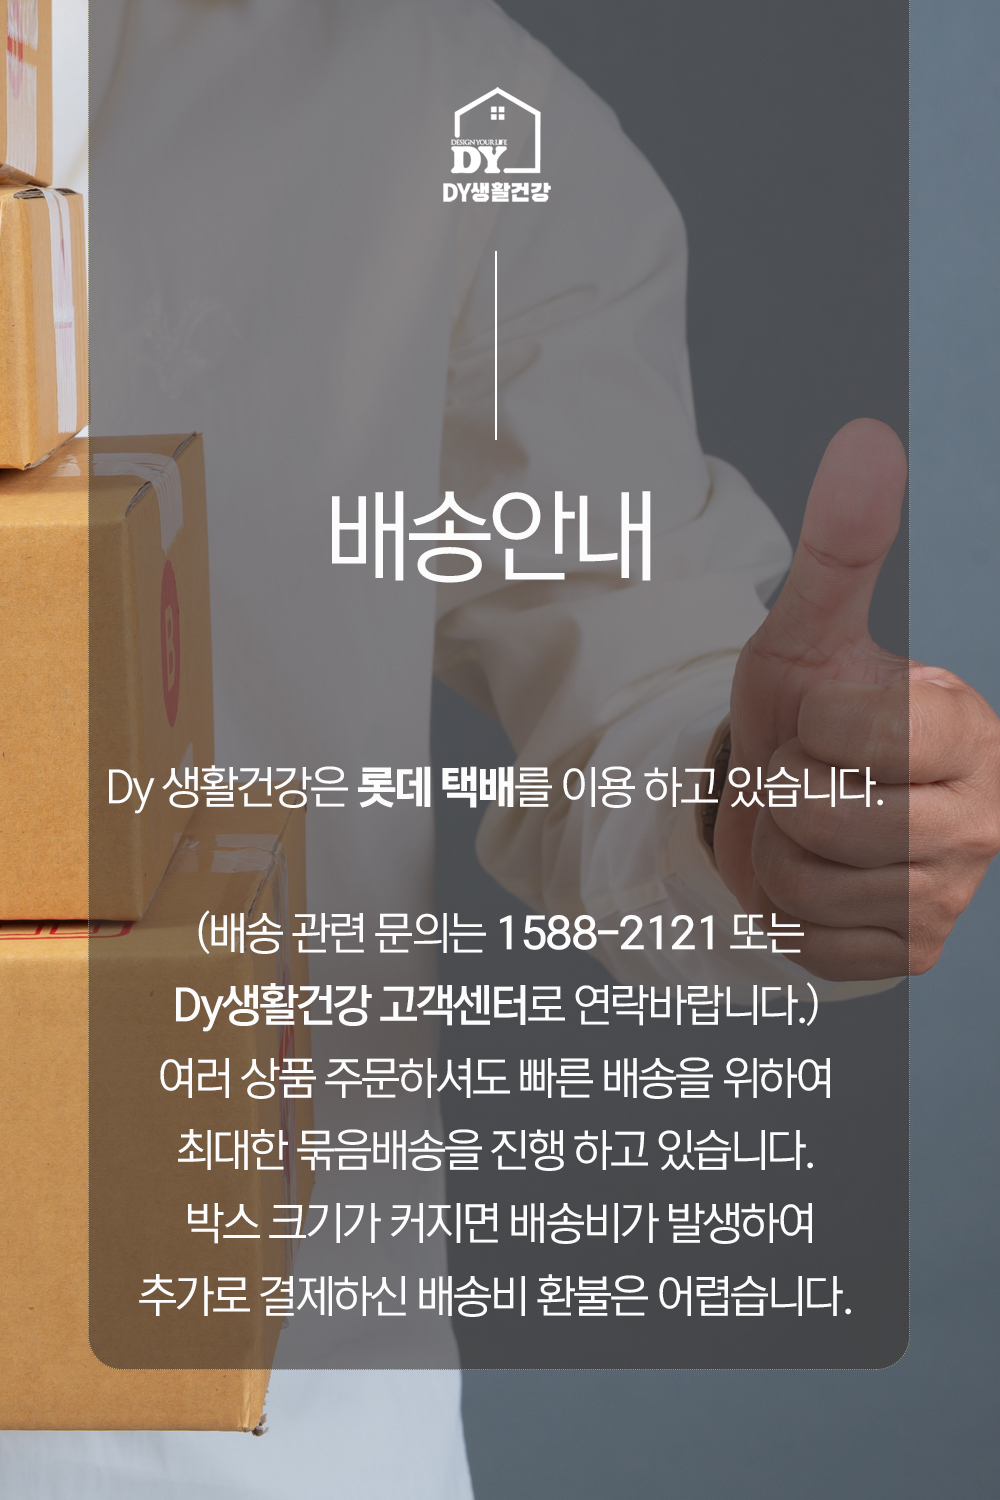 DESIGN YOUR LIFE
DY
DY생활건강
배송안내
Dy 생활건강은 롯데 택배를 이용 하고 있습니다.
(배송 관련 문의는 1588-2121 또는
Dy생활건강 고객센터로 연락바랍니다.)
여러 상품 주문하셔도 빠른 배송을 위하여
최대한 묶음배송을 진행 하고 있습니다.
박스 크기가 커지면 배송비가 발생하여
추가로 결제하신 배송비 환불은 어렵습니다.
B